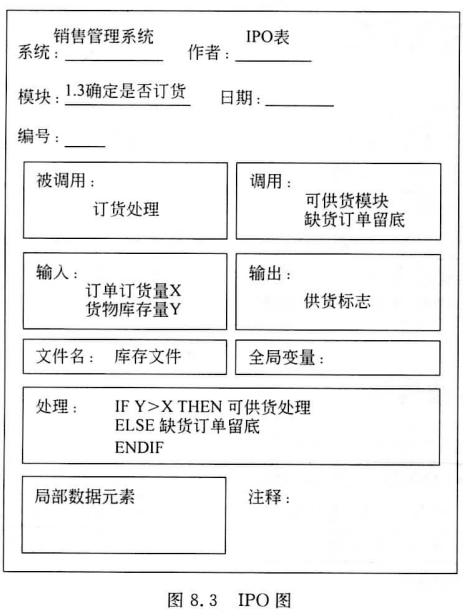 销售管理系统 IPO表
系统： 作者：
模块：1.3确定是否订货 日期：
编号：
被调用：
订货处理
调用：
可供货模块
缺货订单留底
输入：
订单订货量X
货物库存量Y
输出：
供货标志
文件名： 库存文件
全局变量：
处理： IF Y>X THEN 可供货处理
ELSE 缺货订单留底
ENDIF
局部数据元素
注释：
图 8.3 IPO 图